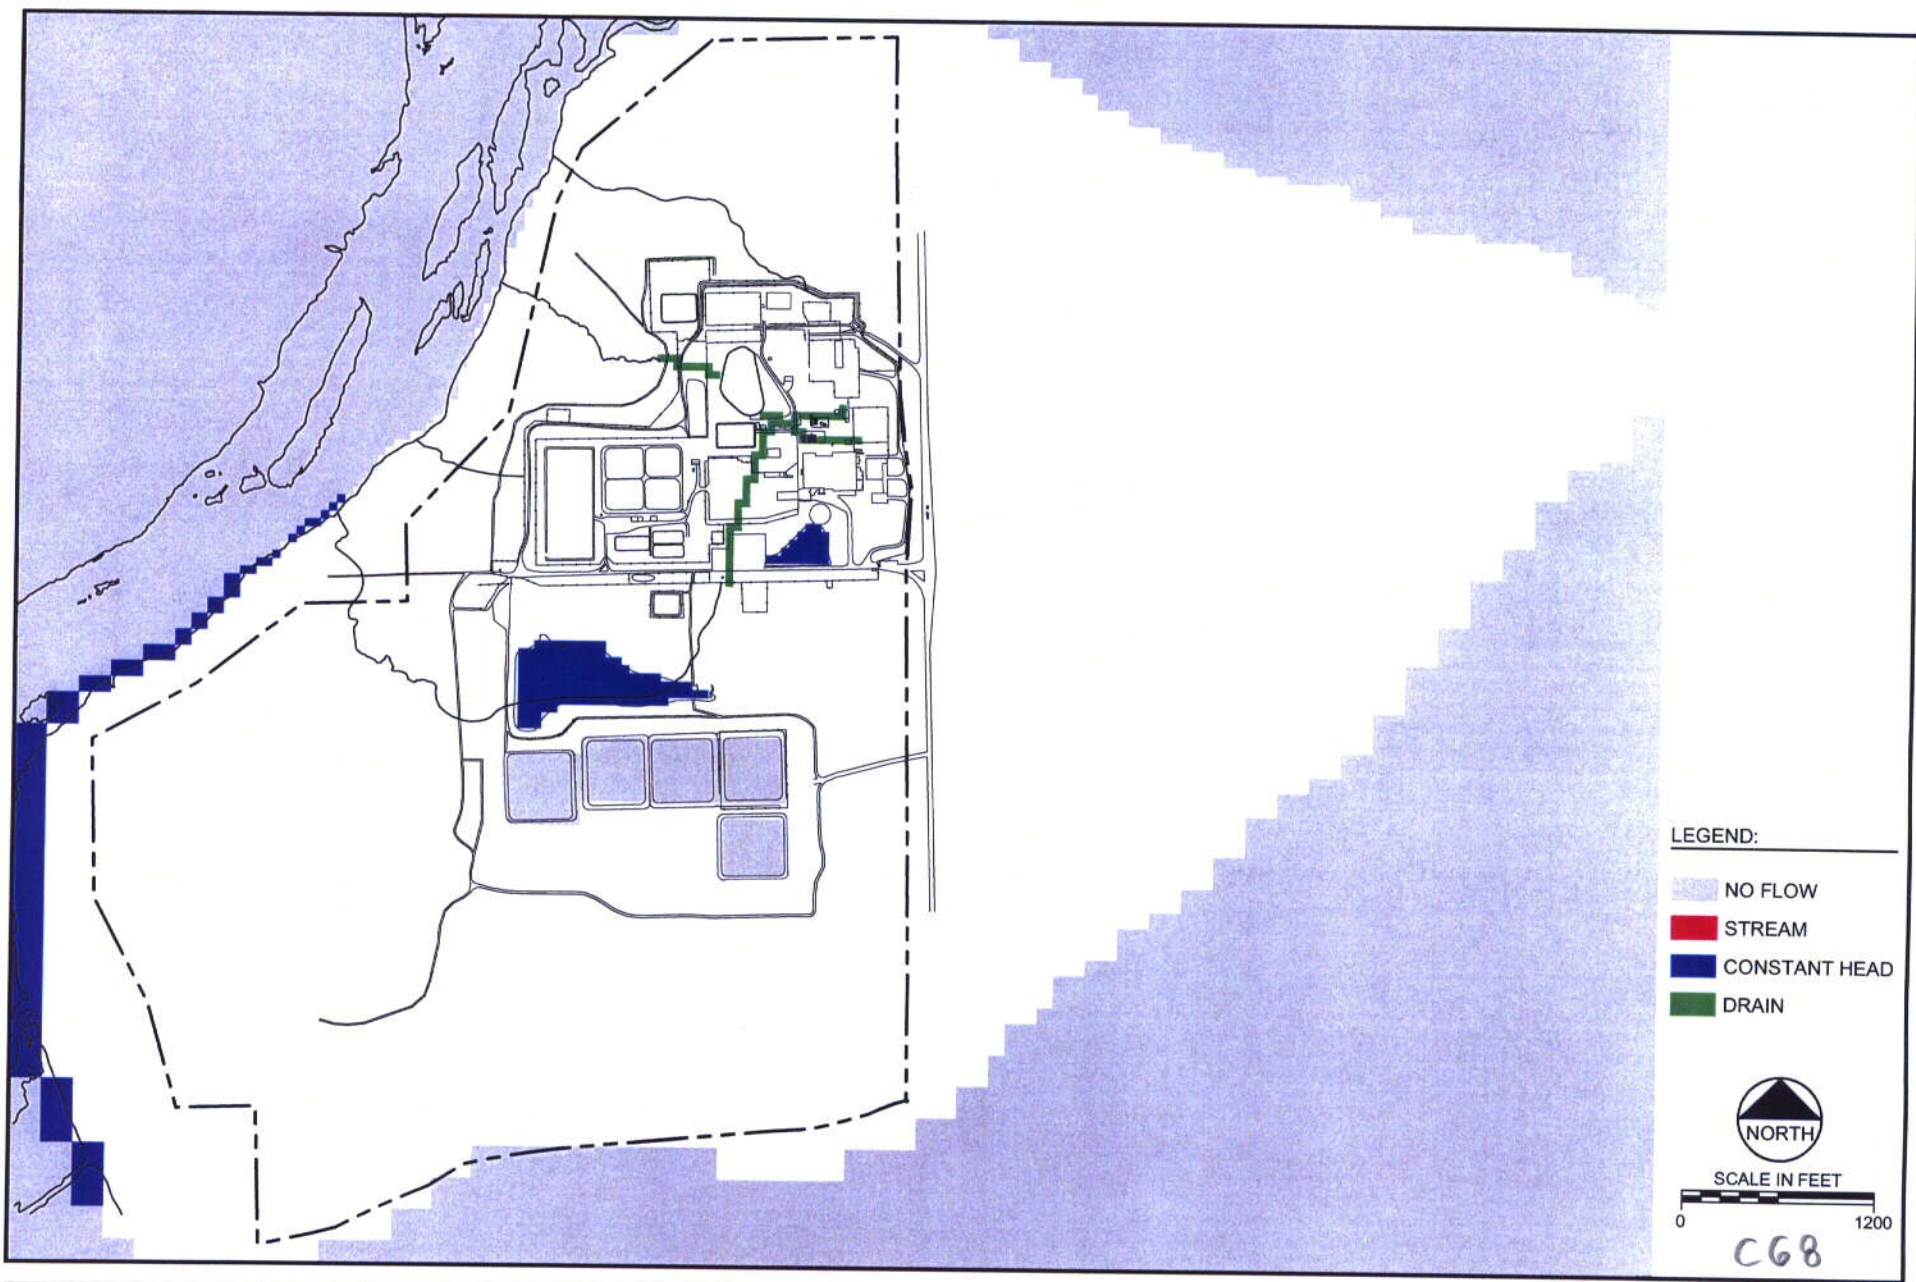 LEGEND:
NO FLOW
STREAM
CONSTANT HEAD
DRAIN
NORTH
SCALE IN FEET
0 1200
C68